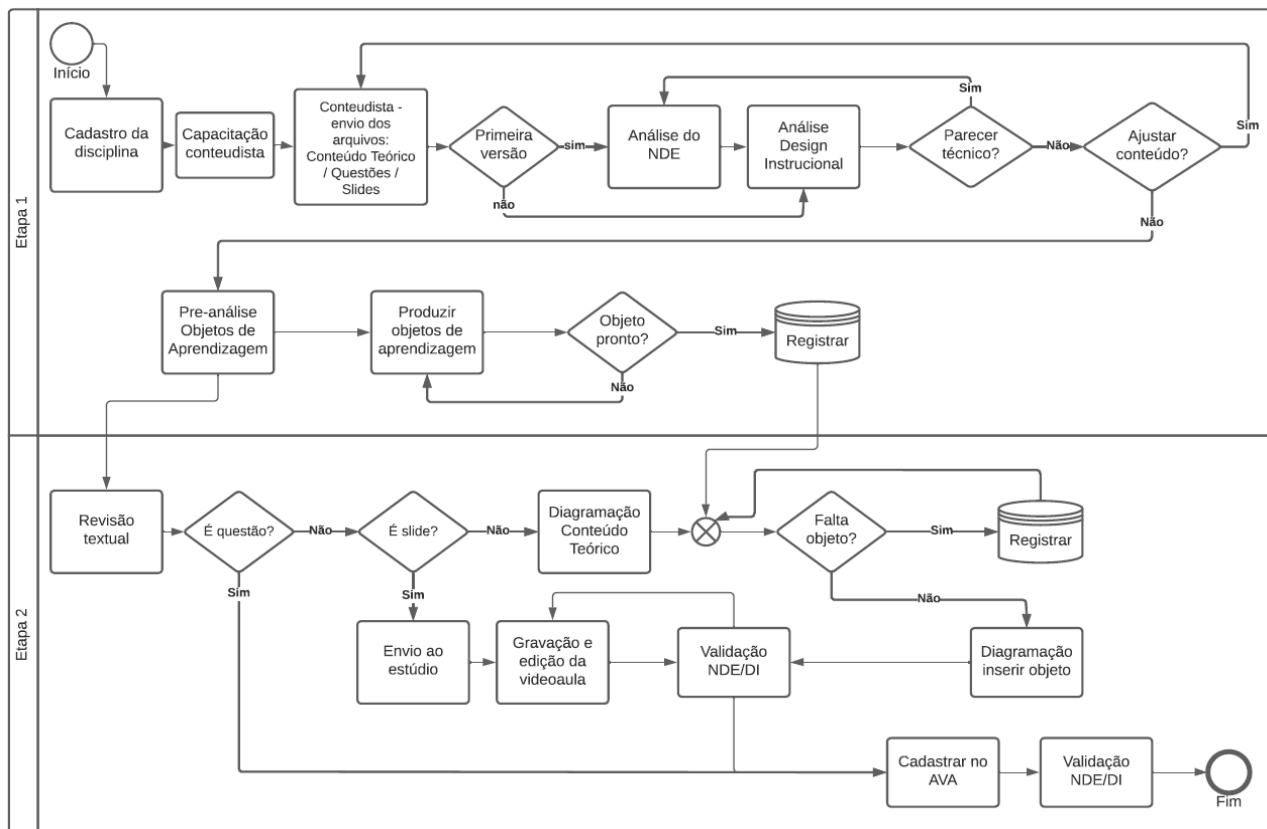 Etapa 1
Início
Cadastro da
disciplina
Capacitação
conteudista
Conteudista -
envio dos
arquivos:
Conteúdo Teórico
/ Questões /
Slides
Primeira
versão
sim
não
Análise do
NDE
Análise
Design
Instrucional
Sim
Parecer
técnico?
Não
Ajustar
conteúdo?
Sim
Não
Pre-análise
Objetos de
Aprendizagem
Produzir
objetos de
aprendizagem
Objeto
pronto?
Sim
Não
Registrar
Etapa 2
Revisão
textual
É questão?
Não
Sim
É slide?
Não
Sim
Diagramação
Conteúdo
Teórico
Falta
objeto?
Sim
Não
Registrar
Envio ao
estúdio
Gravação e
edição da
videoaula
Validação
NDE/DI
Diagramação
inserir objeto
Cadastrar no
AVA
Validação
NDE/DI
Fim